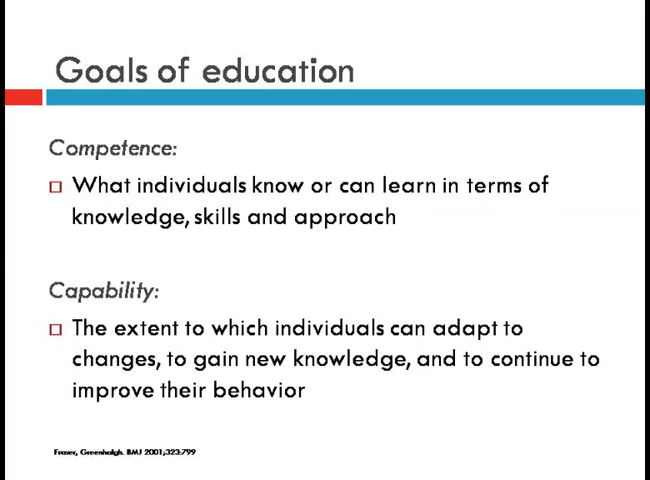 Goals of education
Competence:
What individuals know or can learn in terms of
knowledge, skills and approach
Capability:
The extent to which individuals can adapt to
changes, to gain new knowledge, and to continue to
improve their behavior
Frazer, Greenhalgh. BMJ 2001;323:799